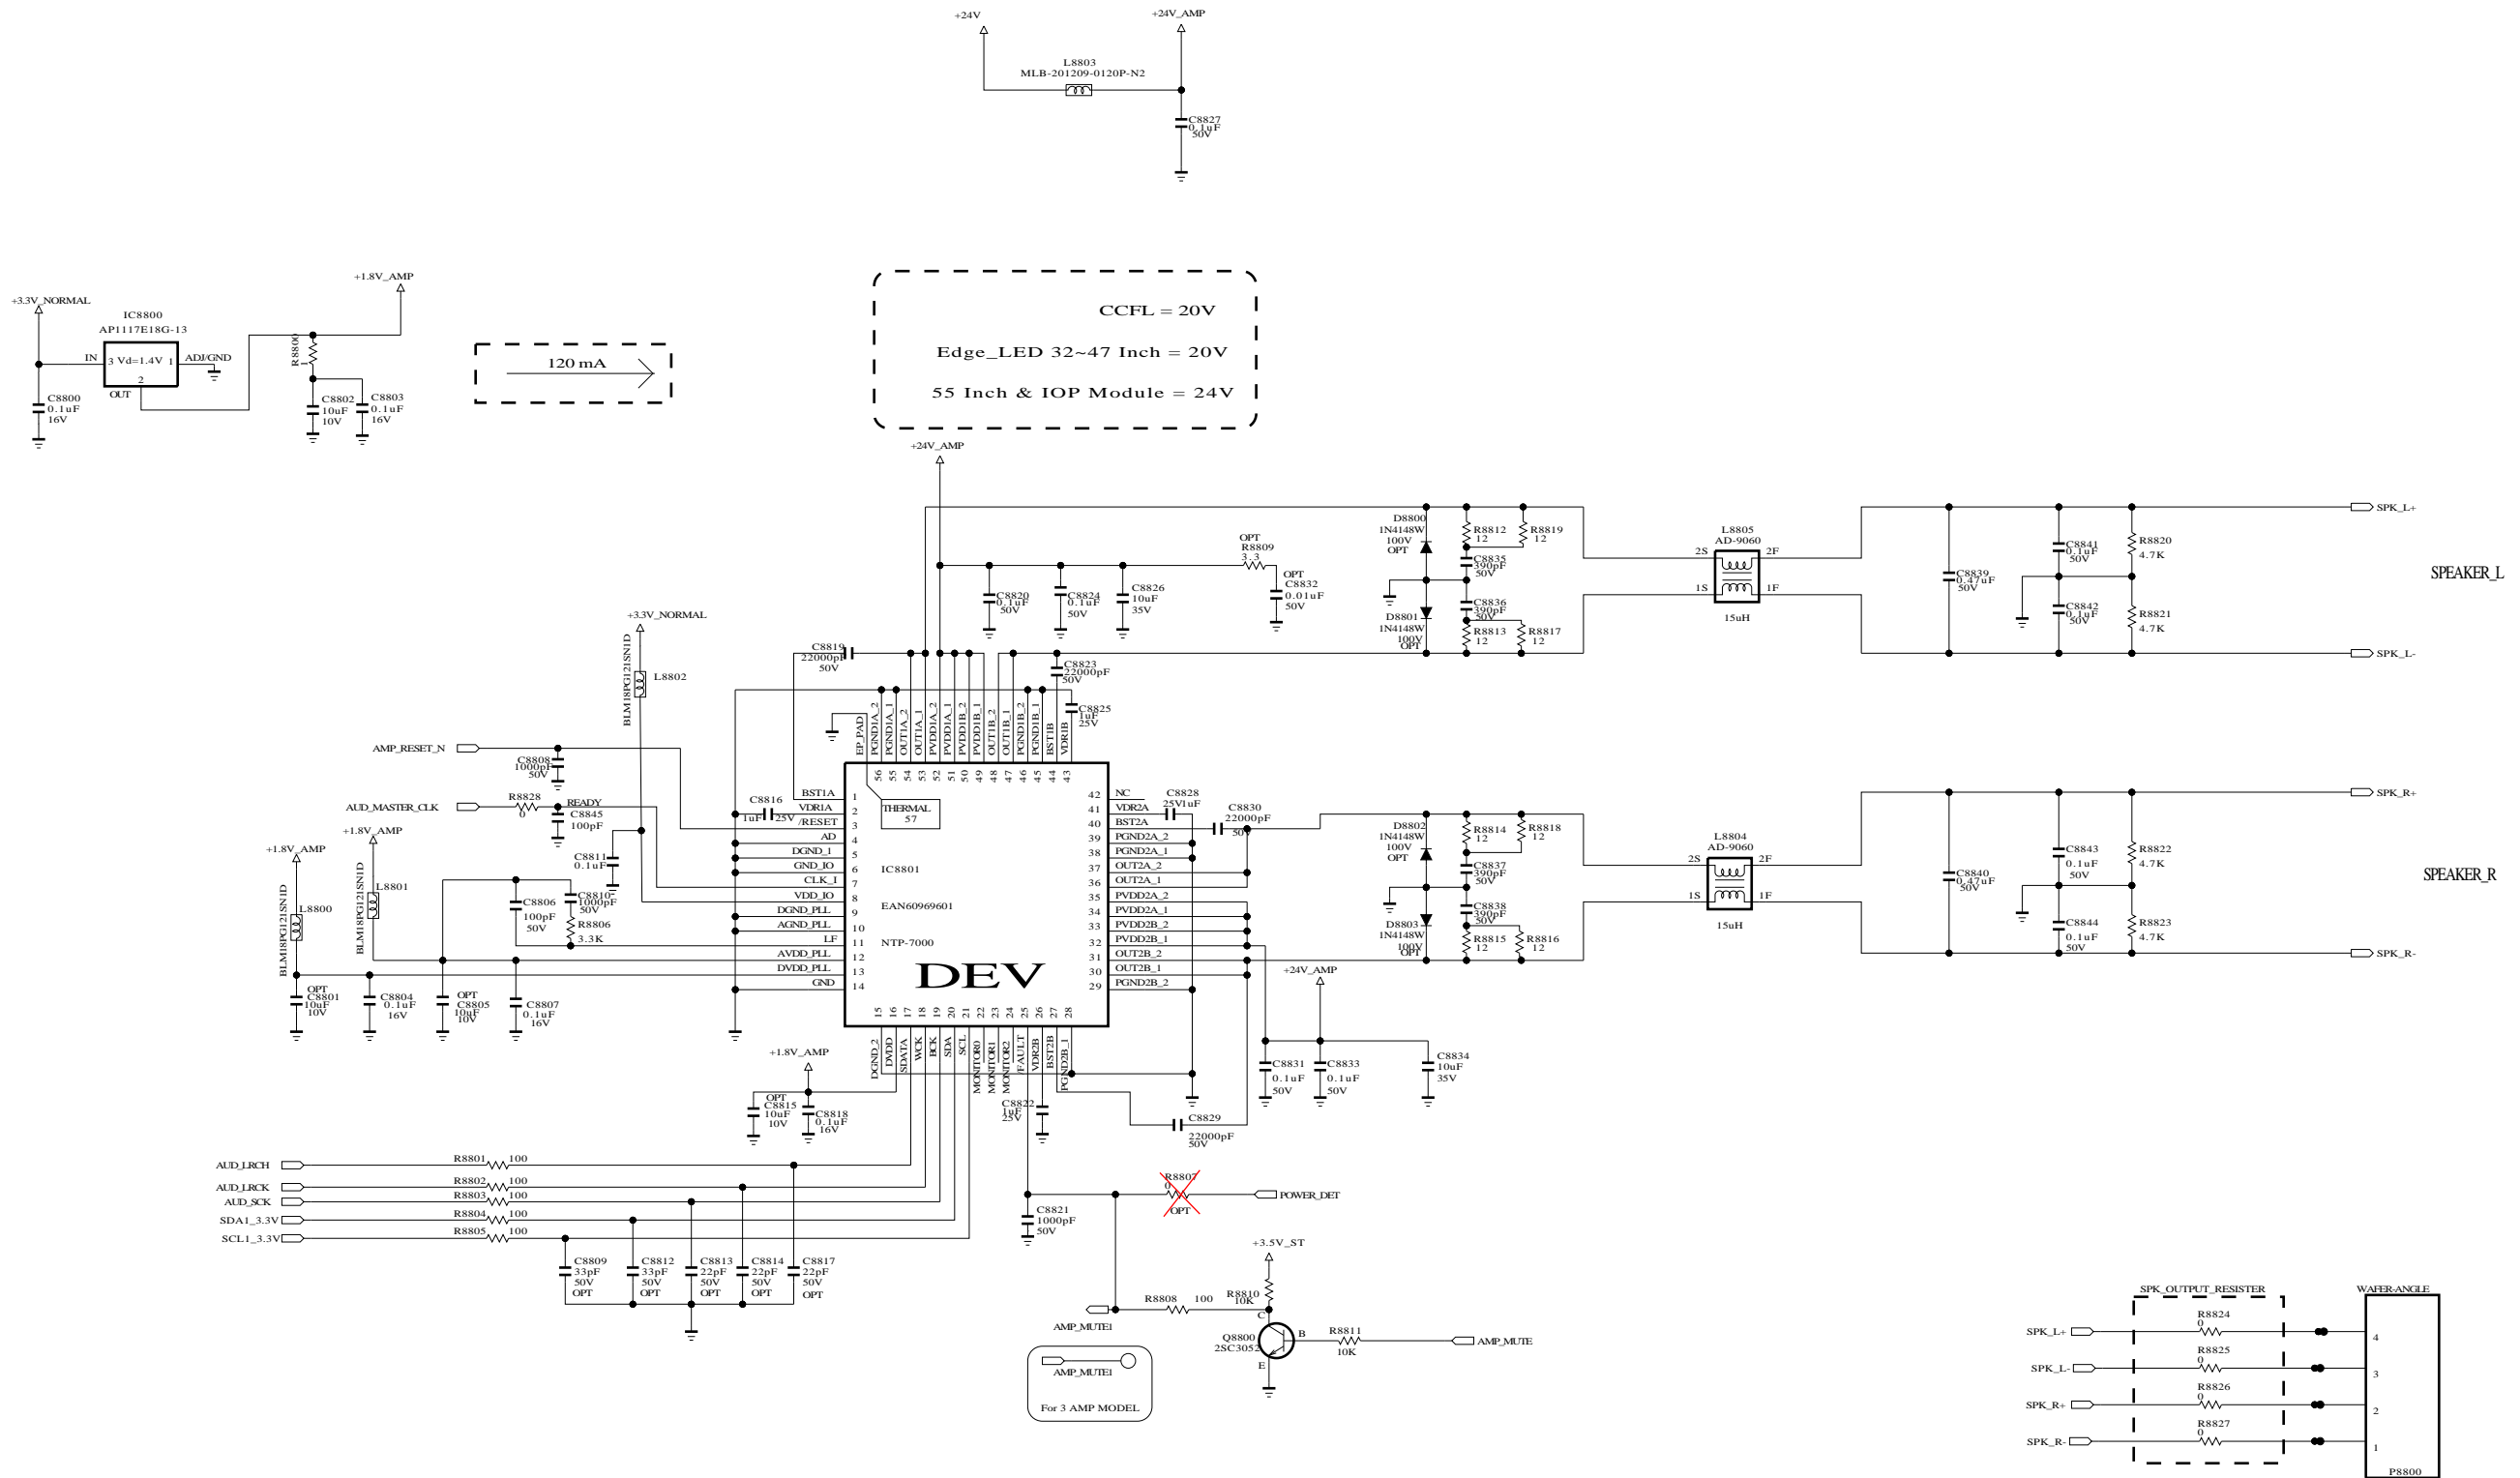 +24V
+24V_AMP
L8803
MLB-201209-0120P-N2
C8827
0.1uF
50V
+3.3V_NORMAL
+1.8V_AMP
IC8800
AP1117E18G-13
IN
3 Vd=1.4V 1
ADJ/GND
2
OUT
R8800
1
C8800
0.1uF
16V
C8802
10uF
10V
C8803
0.1uF
16V
120 mA
CCFL = 20V
Edge_LED 32~47 Inch = 20V
55 Inch & IOP Module = 24V
+24V_AMP
OPT
R8809
3.3
C8820
0.1uF
50V
C8824
0.1uF
50V
C8826
10uF
35V
OPT
C8832
0.01uF
50V
D8800
1N4148W
100V
OPT
R8812
12
R8819
12
C8835
390pF
50V
C8836
390pF
50V
D8801
1N4148W
100V
OPT
R8813
12
R8817
12
L8805
AD-9060
2S
2F
1S
1F
15uH
C8839
0.47uF
50V
C8841
0.1uF
50V
C8842
0.1uF
50V
R8820
4.7K
R8821
4.7K
SPK_L+
SPK_L-
SPEAKER_L
+3.3V_NORMAL
BLM18PG121SN1D
L8802
C8819
22000pF
50V
C8823
22000pF
50V
C8825
1uF
25V
EP_PAD
PGND1A_2
PGND1A_1
OUT1A_2
OUT1A_1
PVDD1A_2
PVDD1A_1
PVDD1B_2
PVDD1B_1
OUT1B_2
OUT1B_1
PGND1B_2
PGND1B_1
BST1B
VDR1B
56
55
54
53
52
51
50
49
48
47
46
45
44
43
AMP_RESET_N
C8808
1000pF
50V
AUD_MASTER_CLK
R8828
0
READY
C8845
100pF
C8811
0.1uF
C8816
1uF
25V
+1.8V_AMP
BLM18PG121SN1D
L8801
+1.8V_AMP
BLM18PG121SN1D
L8800
C8806
100pF
50V
C8810
1000pF
50V
R8806
3.3K
OPT
C8801
10uF
10V
C8804
0.1uF
16V
OPT
C8805
10uF
10V
C8807
0.1uF
16V
BST1A 1
VDR1A 2
/RESET 3
AD 4
DGND_1 5
GND_IO 6
CLK_I 7
VDD_IO 8
DGND_PLL 9
AGND_PLL 10
LF 11
AVDD_PLL 12
DVDD_PLL 13
GND 14
THERMAL
57
IC8801
EAN60969601
NTP-7000
DEV
42 NC
41 VDR2A
40 BST2A
39 PGND2A_2
38 PGND2A_1
37 OUT2A_2
36 OUT2A_1
35 PVDD2A_2
34 PVDD2A_1
33 PVDD2B_2
32 PVDD2B_1
31 OUT2B_2
30 OUT2B_1
29 PGND2B_2
C8828
25V1uF
C8830
22000pF
50V
D8802
1N4148W
100V
OPT
R8814
12
R8818
12
C8837
390pF
50V
C8838
390pF
50V
D8803
1N4148W
100V
OPT
R8815
12
R8816
12
L8804
AD-9060
2S
2F
1S
1F
15uH
C8840
0.47uF
50V
C8843
0.1uF
50V
C8844
0.1uF
50V
R8822
4.7K
R8823
4.7K
SPK_R+
SPK_R-
SPEAKER_R
+24V_AMP
C8831
0.1uF
50V
C8833
0.1uF
50V
C8834
10uF
35V
15
16
17
18
19
20
21
22
23
24
25
26
27
28
DGND_2
DVDD
SDATA
WCK
BCK
SDA
SCL
MONITOR0
MONITOR1
MONITOR2
/FAULT
VDR2B
BST2B
PGND2B_1
+1.8V_AMP
OPT
C8815
10uF
10V
C8818
0.1uF
16V
C8822
1uF
25V
C8829
22000pF
50V
AUD_LRCH
R8801
100
AUD_LRCK
R8802
100
AUD_SCK
R8803
100
SDA1_3.3V
R8804
100
SCL1_3.3V
R8805
100
C8809
33pF
50V
OPT
C8812
33pF
50V
OPT
C8813
22pF
50V
OPT
C8814
22pF
50V
OPT
C8817
22pF
50V
OPT
R8807
0
OPT
POWER_DET
C8821
1000pF
50V
+3.5V_ST
R8810
10K
R8808
100
AMP_MUTE1
C
B
E
Q8800
2SC3052
R8811
10K
AMP_MUTE
AMP_MUTE1
For 3 AMP MODEL
SPK_OUTPUT_RESISTER
WAFER-ANGLE
SPK_L+
R8824
0
4
SPK_L-
R8825
0
3
SPK_R+
R8826
0
2
SPK_R-
R8827
0
1
P8800